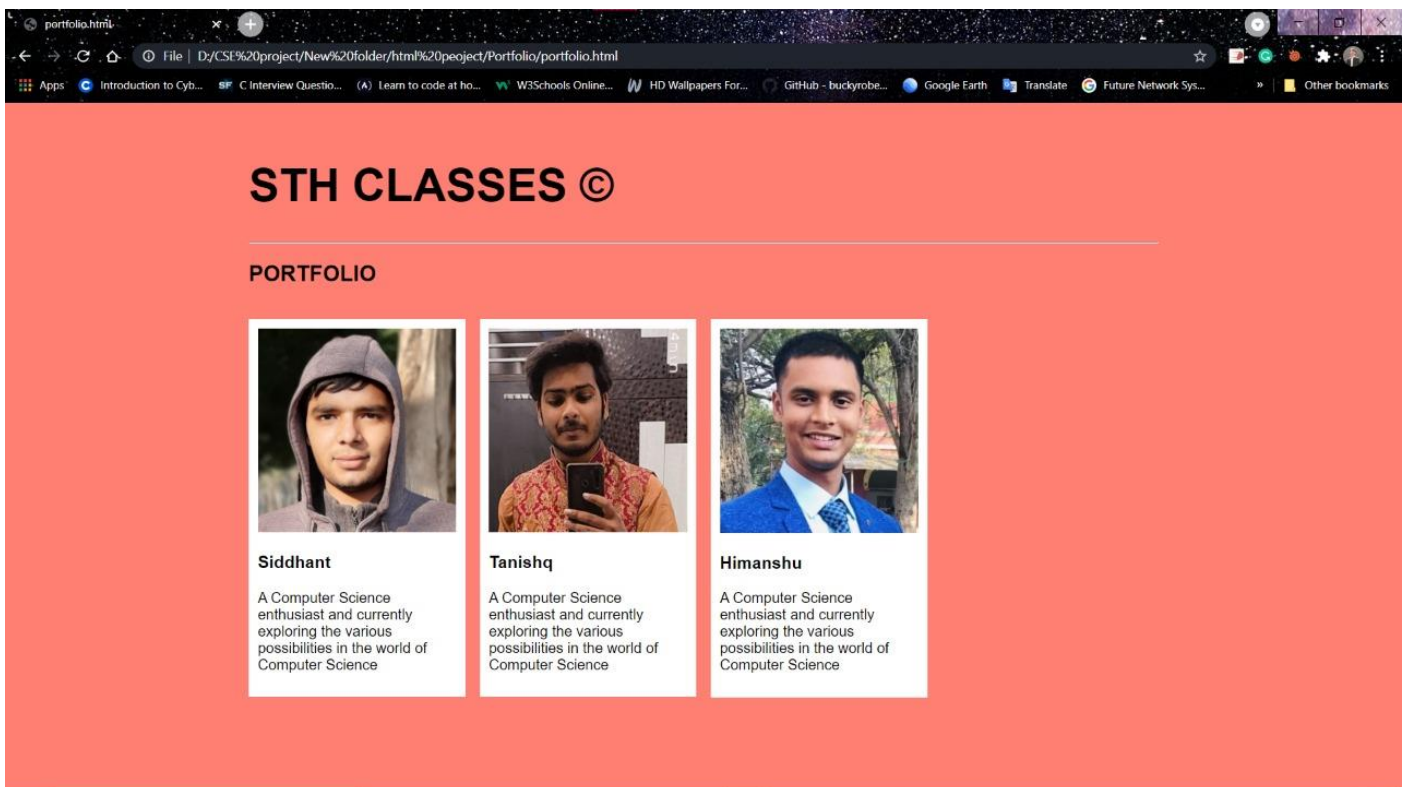 portfolio.html
File | D:/CSE%20project/New%20folder/html%20peoject/Portfolio/portfolio.html
Apps Introduction to Cyb... C Interview Questio... Learn to code at ho... W3Schools Online... HD Wallpapers For... GitHub - buckyrobe... Google Earth Translate Future Network Sys... » Other bookmarks
STH CLASSES ©
PORTFOLIO
Siddhant
A Computer Science
enthusiast and currently
exploring the various
possibilities in the world of
Computer Science
Tanishq
A Computer Science
enthusiast and currently
exploring the various
possibilities in the world of
Computer Science
Himanshu
A Computer Science
enthusiast and currently
exploring the various
possibilities in the world of
Computer Science